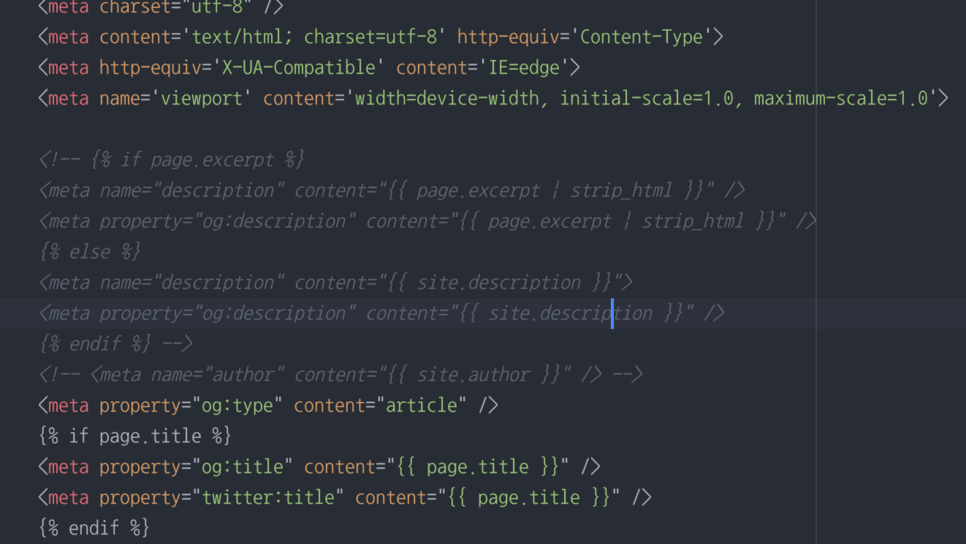 <meta charset="utf-8" />
<meta content='text/html; charset=utf-8' http-equiv='Content-Type'>
<meta http-equiv='X-UA-Compatible' content='IE=edge'>
<meta name='viewport' content='width=device-width, initial-scale=1.0, maximum-scale=1.0'>
<!-- {% if page.excerpt %}
<meta name="description" content="{{ page.excerpt | strip_html }}" />
<meta property="og:description" content="{{ page.excerpt | strip_html }}" />
{% else %}
<meta name="description" content="{{ site.description }}">
<meta property="og:description" content="{{ site.description }}" />
{% endif %} -->
<!-- <meta name="author" content="{{ site.author }}" /> -->
<meta property="og:type" content="article" />
{% if page.title %}
<meta property="og:title" content="{{ page.title }}" />
<meta property="twitter:title" content="{{ page.title }}" />
{% endif %}